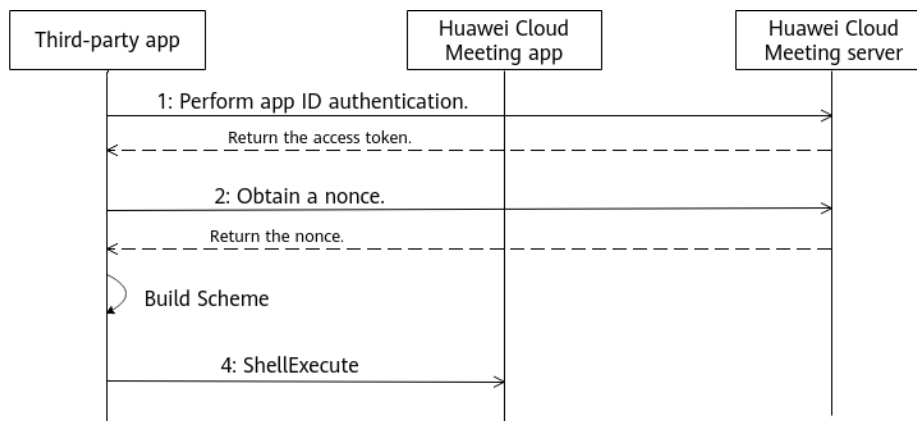 Third-party app
Huawei Cloud
Meeting app
Huawei Cloud
Meeting server
1: Perform app ID authentication.
Return the access token.
2: Obtain a nonce.
Return the nonce.
Build Scheme
4: ShellExecute